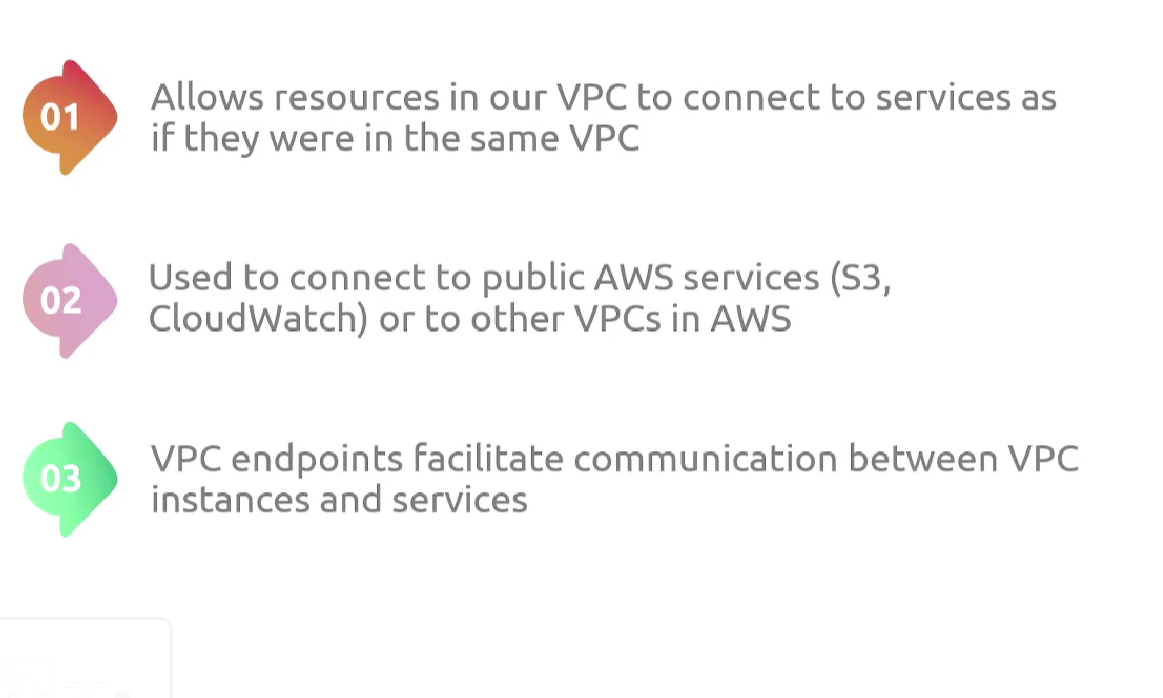 01
Allows resources in our VPC to connect to services as
if they were in the same VPC
02
Used to connect to public AWS services (S3,
CloudWatch) or to other VPCs in AWS
03
VPC endpoints facilitate communication between VPC
instances and services